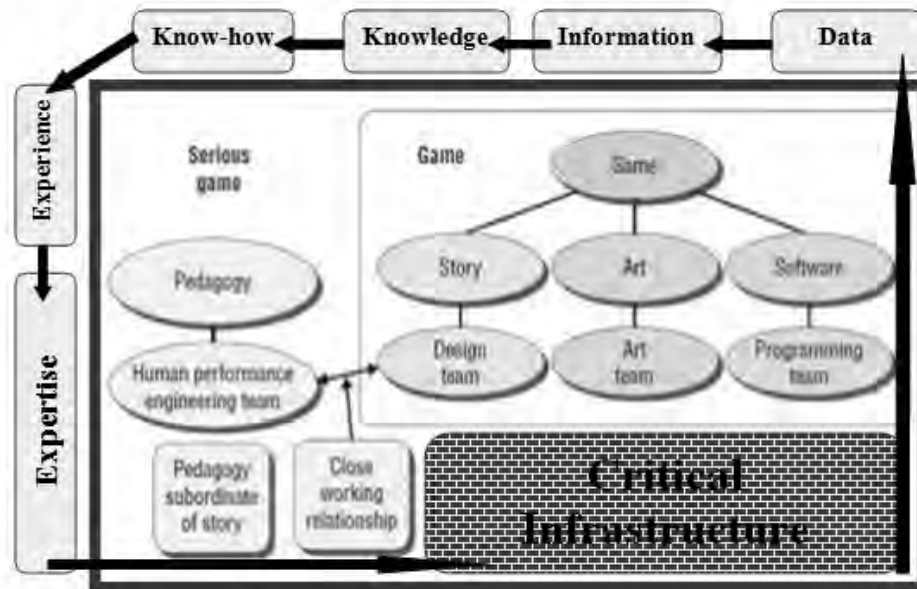 Know-how
Knowledge
Information
Data
Experience
Expertise
Serious
game
Game
Game
Story
Art
Software
Pedagogy
Design
team
Art
team
Programming
team
Human performance
engineering team
Pedagogy
subordinate
of story
Close
working
relationship
Critical
Infrastructure